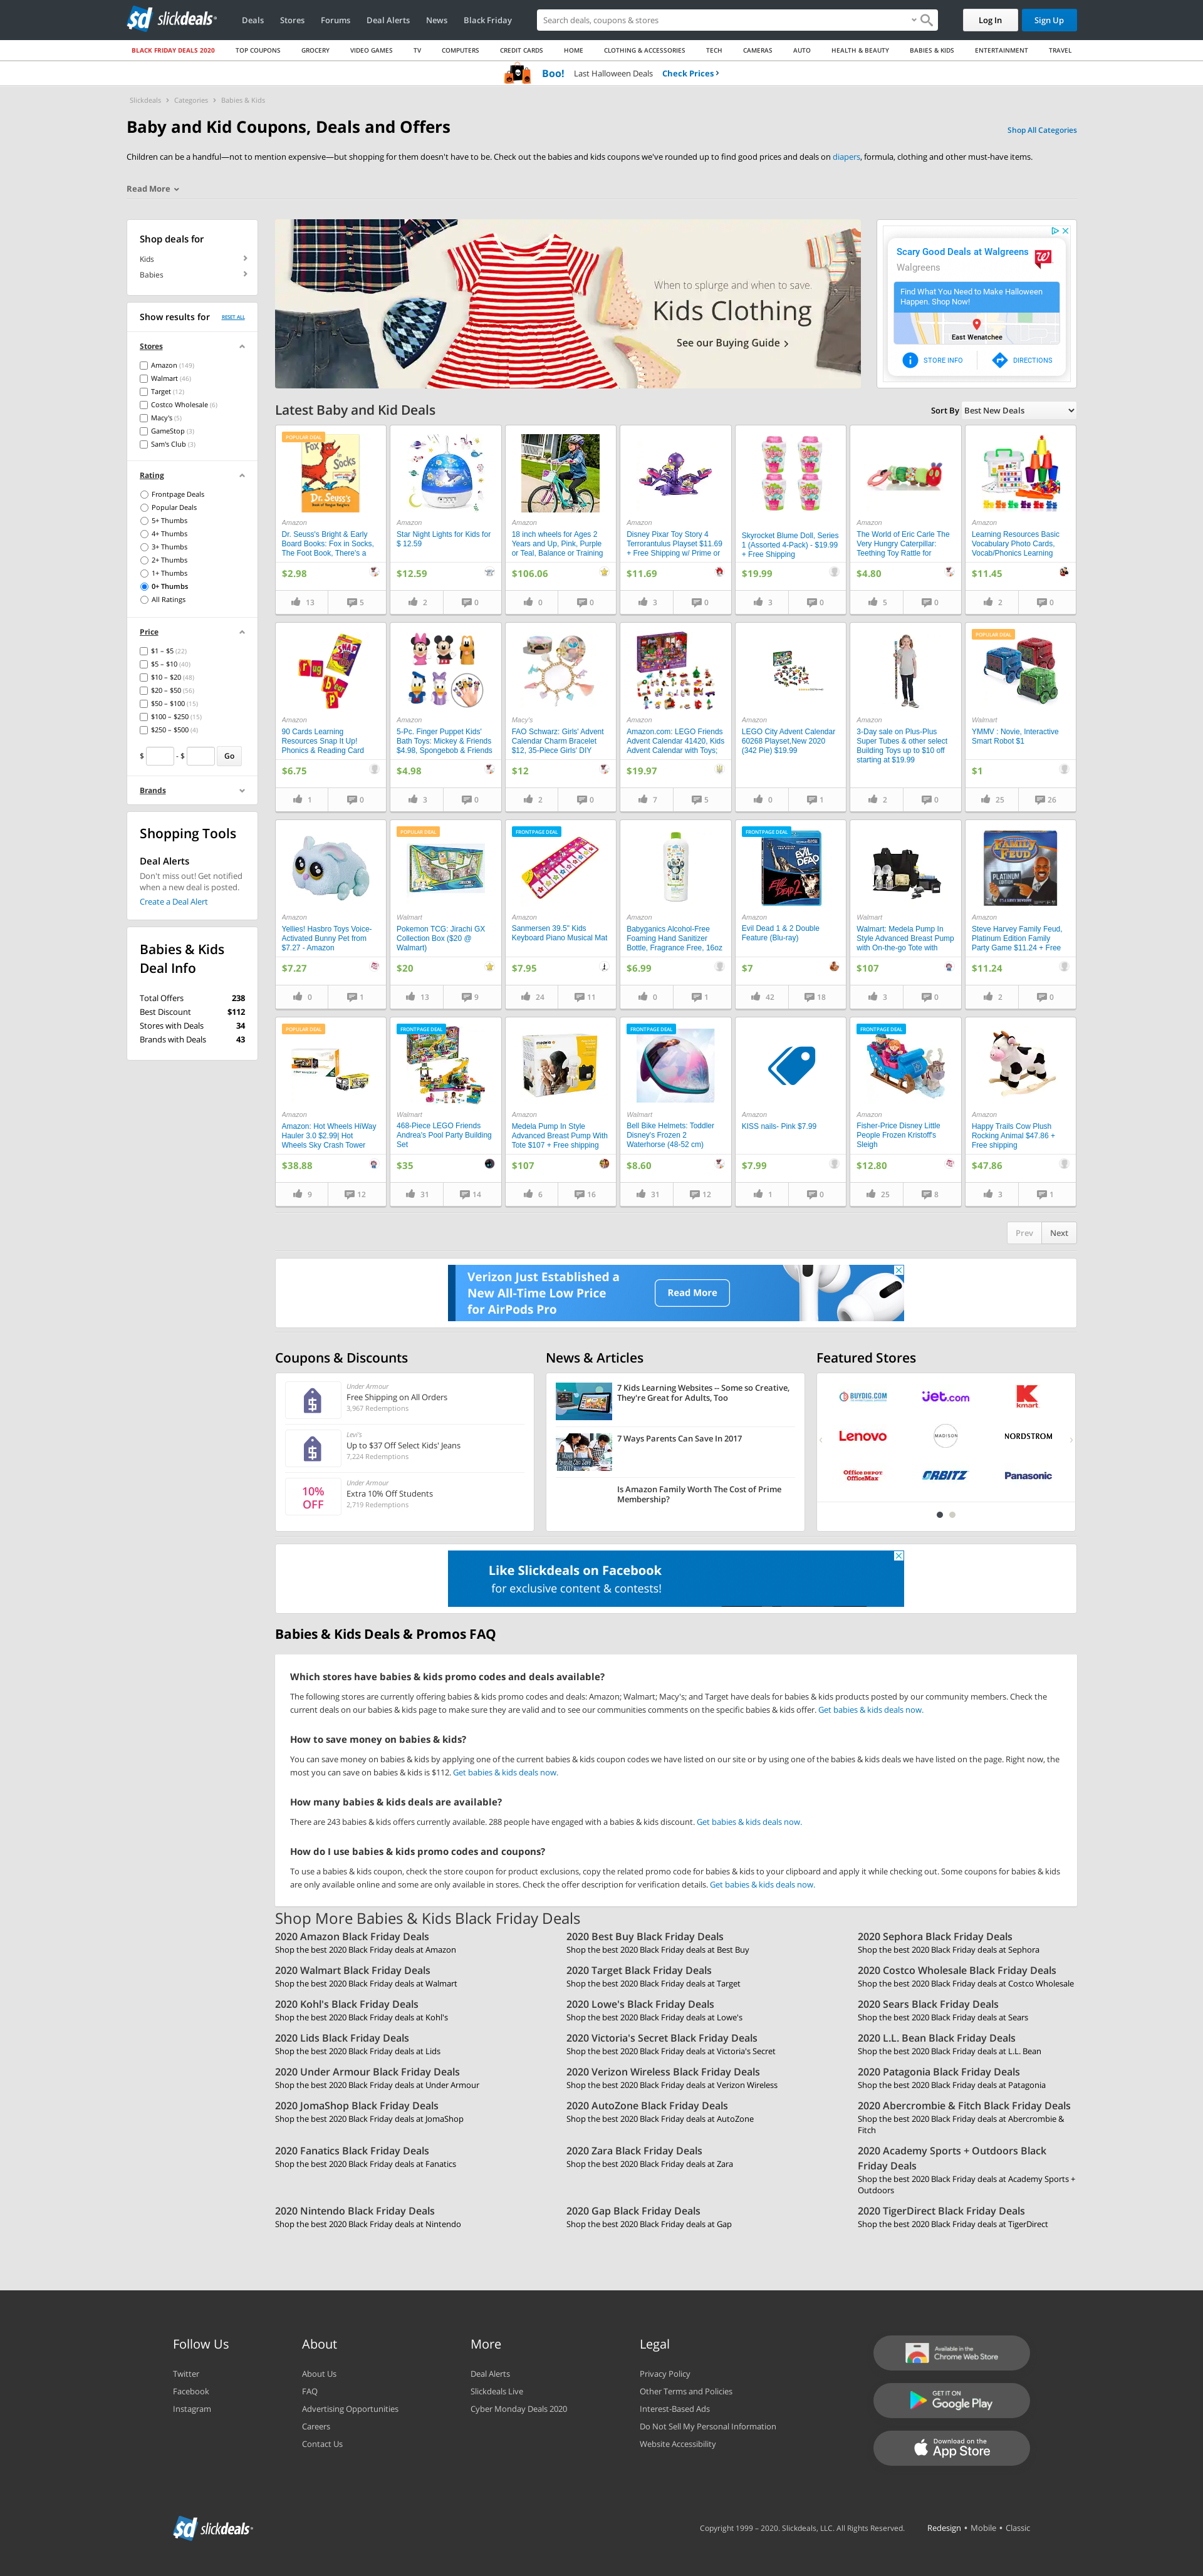 slickdeals
Deals Stores Forums Deal Alerts News Black Friday
Search deals, coupons & stores
Log In
Sign Up
BLACK FRIDAY DEALS 2020 TOP COUPONS GROCERY VIDEO GAMES TV COMPUTERS CREDIT CARDS HOME CLOTHING & ACCESSORIES TECH CAMERAS AUTO HEALTH & BEAUTY BABIES & KIDS ENTERTAINMENT TRAVEL
Boo! Last Halloween Deals Check Prices
Slickdeals > Categories > Babies & Kids
Baby and Kid Coupons, Deals and Offers
Shop All Categories
Children can be a handful—not to mention expensive—but shopping for them doesn't have to be. Check out the babies and kids coupons we've rounded up to find good prices and deals on diapers, formula, clothing and other must-have items.
Read More
Shop deals for
Kids
Babies
Show results for RESET ALL
Stores
Amazon (149)
Walmart (46)
Target (12)
Costco Wholesale (6)
Macy's (5)
GameStop (3)
Sam's Club (3)
Rating
Frontpage Deals
Popular Deals
5+ Thumbs
4+ Thumbs
3+ Thumbs
2+ Thumbs
1+ Thumbs
0+ Thumbs
All Ratings
Price
$1 – $5 (22)
$5 – $10 (40)
$10 – $20 (48)
$20 – $50 (56)
$50 – $100 (15)
$100 – $250 (15)
$250 – $500 (4)
$ - $ Go
Brands
Shopping Tools
Deal Alerts
Don't miss out! Get notified
when a new deal is posted.
Create a Deal Alert
Babies & Kids
Deal Info
Total Offers 238
Best Discount $112
Stores with Deals 34
Brands with Deals 43
When to splurge and when to save.
Kids Clothing
See our Buying Guide >
Scary Good Deals at Walgreens
Walgreens
Find What You Need to Make Halloween
Happen. Shop Now!
East Wenatchee
STORE INFO
DIRECTIONS
Latest Baby and Kid Deals
Sort By Best New Deals
POPULAR DEAL
Fox in Socks
Dr. Seuss's
Amazon
Dr. Seuss's Bright & Early
Board Books: Fox in Socks,
The Foot Book, There's a
$2.98
13 5
Amazon
Star Night Lights for Kids for
$ 12.59
$12.59
2 0
Amazon
18 inch wheels for Ages 2
Years and Up, Pink, Purple
or Teal, Balance or Training
$106.06
0 0
Amazon
Disney Pixar Toy Story 4
Terrorantulus Playset $11.69
+ Free Shipping w/ Prime or
$11.69
3 0
Skyrocket Blume Doll, Series
1 (Assorted 4-Pack) - $19.99
+ Free Shipping
$19.99
3 0
Amazon
The World of Eric Carle The
Very Hungry Caterpillar:
Teething Toy Rattle for
$4.80
5 0
Amazon
Learning Resources Basic
Vocabulary Photo Cards,
Vocab/Phonics Learning
$11.45
2 0
Amazon
90 Cards Learning
Resources Snap It Up!
Phonics & Reading Card
$6.75
1 0
Amazon
5-Pc. Finger Puppet Kids'
Bath Toys: Mickey & Friends
$4.98, Spongebob & Friends
$4.98
3 0
Macy's
FAO Schwarz: Girls' Advent
Calendar Charm Bracelet
$12, 35-Piece Girls' DIY
$12
2 0
Amazon
Amazon.com: LEGO Friends
Advent Calendar 41420, Kids
Advent Calendar with Toys;
$19.97
7 5
Amazon
LEGO City Advent Calendar
60268 Playset,New 2020
(342 Pie) $19.99
0 1
Amazon
3-Day sale on Plus-Plus
Super Tubes & other select
Building Toys up to $10 off
starting at $19.99
2 0
POPULAR DEAL
Walmart
YMMV : Novie, Interactive
Smart Robot $1
$1
25 26
Amazon
Yellies! Hasbro Toys Voice-
Activated Bunny Pet from
$7.27 - Amazon
$7.27
0 1
POPULAR DEAL
Walmart
Pokemon TCG: Jirachi GX
Collection Box ($20 @
Walmart)
$20
13 9
FRONTPAGE DEAL
Amazon
Sanmersen 39.5" Kids
Keyboard Piano Musical Mat
$7.95
24 11
Amazon
Babyganics Alcohol-Free
Foaming Hand Sanitizer
Bottle, Fragrance Free, 16oz
$6.99
0 1
FRONTPAGE DEAL
EVIL DEAD
EVIL DEAD 2
Amazon
Evil Dead 1 & 2 Double
Feature (Blu-ray)
$7
42 18
Walmart
Walmart: Medela Pump In
Style Advanced Breast Pump
with On-the-go Tote with
$107
3 0
FAMILY FEUD
PLATINUM EDITION
Amazon
Steve Harvey Family Feud,
Platinum Edition Family
Party Game $11.24 + Free
$11.24
2 0
POPULAR DEAL
Amazon
Amazon: Hot Wheels HiWay
Hauler 3.0 $2.99| Hot
Wheels Sky Crash Tower
$38.88
9 12
FRONTPAGE DEAL
Walmart
468-Piece LEGO Friends
Andrea's Pool Party Building
Set
$35
31 14
medela
Amazon
Medela Pump In Style
Advanced Breast Pump With
Tote $107 + Free shipping
$107
6 16
FRONTPAGE DEAL
Walmart
Bell Bike Helmets: Toddler
Disney's Frozen 2
Waterhorse (48-52 cm)
$8.60
31 12
Amazon
KISS nails- Pink $7.99
$7.99
1 0
FRONTPAGE DEAL
Amazon
Fisher-Price Disney Little
People Frozen Kristoff's
Sleigh
$12.80
25 8
Amazon
Happy Trails Cow Plush
Rocking Animal $47.86 +
Free shipping
$47.86
3 1
Prev Next
Verizon Just Established a
New All-Time Low Price
for AirPods Pro
Read More
Coupons & Discounts
Under Armour
Free Shipping on All Orders
3,967 Redemptions
Levi's
Up to $37 Off Select Kids' Jeans
7,224 Redemptions
10%
OFF
Under Armour
Extra 10% Off Students
2,719 Redemptions
News & Articles
7 Kids Learning Websites -- Some so Creative,
They're Great for Adults, Too
7 Ways Parents Can Save In 2017
Is Amazon Family Worth The Cost of Prime
Membership?
Featured Stores
BUYDIG.COM jet.com kmart
Lenovo MADISON NORDSTROM
Office DEPOT OfficeMax ORBITZ Panasonic
Like Slickdeals on Facebook
for exclusive content & contests!
Babies & Kids Deals & Promos FAQ
Which stores have babies & kids promo codes and deals available?
The following stores are currently offering babies & kids promo codes and deals: Amazon; Walmart; Macy's; and Target have deals for babies & kids products posted by our community members. Check the
current deals on our babies & kids page to make sure they are valid and to see our communities comments on the specific babies & kids offer. Get babies & kids deals now.
How to save money on babies & kids?
You can save money on babies & kids by applying one of the current babies & kids coupon codes we have listed on our site or by using one of the babies & kids deals we have listed on the page. Right now, the
most you can save on babies & kids is $112. Get babies & kids deals now.
How many babies & kids deals are available?
There are 243 babies & kids offers currently available. 288 people have engaged with a babies & kids discount. Get babies & kids deals now.
How do I use babies & kids promo codes and coupons?
To use a babies & kids coupon, check the store coupon for product exclusions, copy the related promo code for babies & kids to your clipboard and apply it while checking out. Some coupons for babies & kids
are only available online and some are only available in stores. Check the offer description for verification details. Get babies & kids deals now.
Shop More Babies & Kids Black Friday Deals
2020 Amazon Black Friday Deals
Shop the best 2020 Black Friday deals at Amazon
2020 Best Buy Black Friday Deals
Shop the best 2020 Black Friday deals at Best Buy
2020 Sephora Black Friday Deals
Shop the best 2020 Black Friday deals at Sephora
2020 Walmart Black Friday Deals
Shop the best 2020 Black Friday deals at Walmart
2020 Target Black Friday Deals
Shop the best 2020 Black Friday deals at Target
2020 Costco Wholesale Black Friday Deals
Shop the best 2020 Black Friday deals at Costco Wholesale
2020 Kohl's Black Friday Deals
Shop the best 2020 Black Friday deals at Kohl's
2020 Lowe's Black Friday Deals
Shop the best 2020 Black Friday deals at Lowe's
2020 Sears Black Friday Deals
Shop the best 2020 Black Friday deals at Sears
2020 Lids Black Friday Deals
Shop the best 2020 Black Friday deals at Lids
2020 Victoria's Secret Black Friday Deals
Shop the best 2020 Black Friday deals at Victoria's Secret
2020 L.L. Bean Black Friday Deals
Shop the best 2020 Black Friday deals at L.L. Bean
2020 Under Armour Black Friday Deals
Shop the best 2020 Black Friday deals at Under Armour
2020 Verizon Wireless Black Friday Deals
Shop the best 2020 Black Friday deals at Verizon Wireless
2020 Patagonia Black Friday Deals
Shop the best 2020 Black Friday deals at Patagonia
2020 JomaShop Black Friday Deals
Shop the best 2020 Black Friday deals at JomaShop
2020 AutoZone Black Friday Deals
Shop the best 2020 Black Friday deals at AutoZone
2020 Abercrombie & Fitch Black Friday Deals
Shop the best 2020 Black Friday deals at Abercrombie &
Fitch
2020 Fanatics Black Friday Deals
Shop the best 2020 Black Friday deals at Fanatics
2020 Zara Black Friday Deals
Shop the best 2020 Black Friday deals at Zara
2020 Academy Sports + Outdoors Black
Friday Deals
Shop the best 2020 Black Friday deals at Academy Sports +
Outdoors
2020 Nintendo Black Friday Deals
Shop the best 2020 Black Friday deals at Nintendo
2020 Gap Black Friday Deals
Shop the best 2020 Black Friday deals at Gap
2020 TigerDirect Black Friday Deals
Shop the best 2020 Black Friday deals at TigerDirect
Follow Us
Twitter
Facebook
Instagram
About
About Us
FAQ
Advertising Opportunities
Careers
Contact Us
More
Deal Alerts
Slickdeals Live
Cyber Monday Deals 2020
Legal
Privacy Policy
Other Terms and Policies
Interest-Based Ads
Do Not Sell My Personal Information
Website Accessibility
Available in the
Chrome Web Store
GET IT ON
Google Play
Download on the
App Store
slickdeals
Copyright 1999 – 2020. Slickdeals, LLC. All Rights Reserved.
Redesign • Mobile • Classic